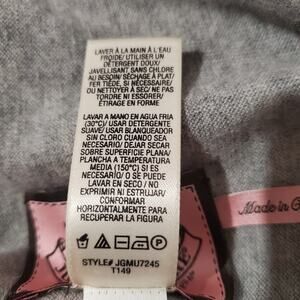 LAVER À LA MAIN À L'EAU
FROIDE/ UTILISER UN
DÉTERGENT DOUX/
JAVELLISANT SANS CHLORE
AU BESOIN/ SÉCHAGE À PLAT/
FER TIÈDE, SI NÉCESSAIRE/
OU NETTOYER À SEC/ NE PAS
TORDRE NI ESSORER/
ÉTIRAGE EN FORME
LAVAR A MANO EN AGUA FRIA
(30°C)/ USAR DETERGENTE
SUAVE/ USAR BLANQUEADOR
SIN CLORO CUANDO SEA
NECESARIO/ DEJAR SECAR
SOBRE SUPERFICIE PLANA/
PLANCHA A TEMPERATURA
MEDIA (150°C) SI ES
NECESARIO/ O SE PUEDE
LAVAR EN SECO/ NO
EXPRIMIR NI ESTRUJAR/
CONFORMAR
HORIZONTALMENTE PARA
RECUPERAR LA FIGURA
STYLE# JGMU7245
T149
Made in